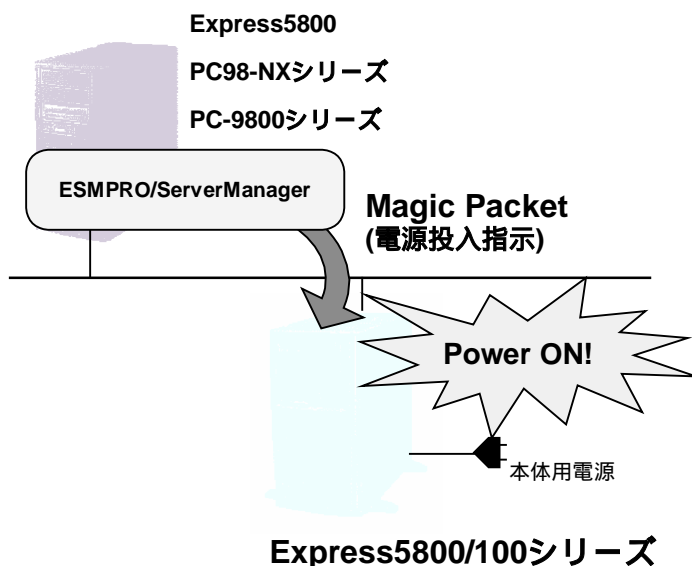 Express5800
PC98-NXシリーズ
PC-9800シリーズ
ESMPRO/ServerManager
Magic Packet
(電源投入指示)
Power ON!
本体用電源
Express5800/100シリーズ